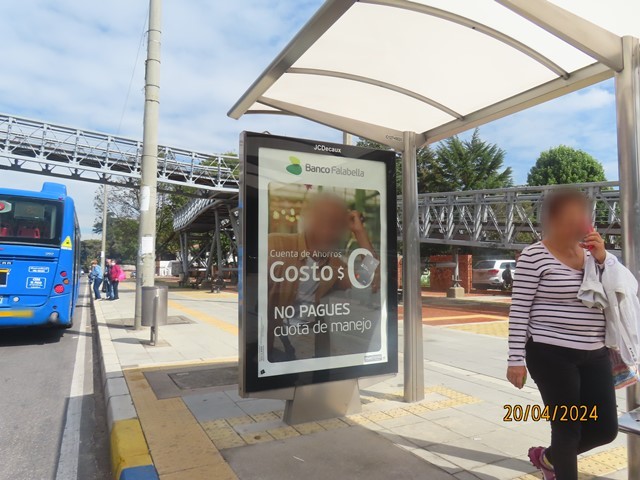 JCDecaux
Banco Falabella
Cuenta de Ahorros
Costo $0
NO PAGUES
cuota de manejo
20/04/2024